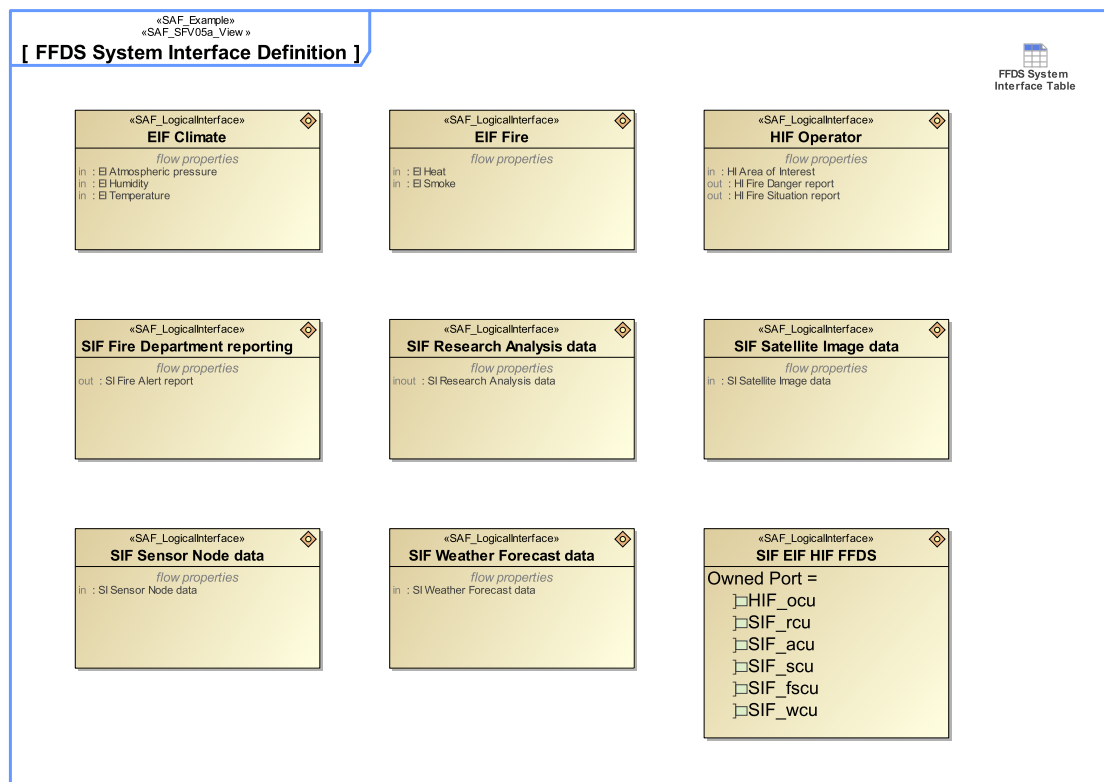 «SAF_Example»
«SAF_SFV05a_View »
[ FFDS System Interface Definition ]
FFDS System
Interface Table
«SAF_LogicalInterface»
EIF Climate
flow properties
in : EI Atmospheric pressure
in : EI Humidity
in : EI Temperature
«SAF_LogicalInterface»
EIF Fire
flow properties
in : EI Heat
in : EI Smoke
«SAF_LogicalInterface»
HIF Operator
flow properties
in : HI Area of Interest
out : HI Fire Danger report
out : HI Fire Situation report
«SAF_LogicalInterface»
SIF Fire Department reporting
flow properties
out : SI Fire Alert report
«SAF_LogicalInterface»
SIF Research Analysis data
flow properties
inout : SI Research Analysis data
«SAF_LogicalInterface»
SIF Satellite Image data
flow properties
in : SI Satellite Image data
«SAF_LogicalInterface»
SIF Sensor Node data
flow properties
in : SI Sensor Node data
«SAF_LogicalInterface»
SIF Weather Forecast data
flow properties
in : SI Weather Forecast data
«SAF_LogicalInterface»
SIF EIF HIF FFDS
Owned Port =
HIF_ocu
SIF_rcu
SIF_acu
SIF_scu
SIF_fscu
SIF_wcu